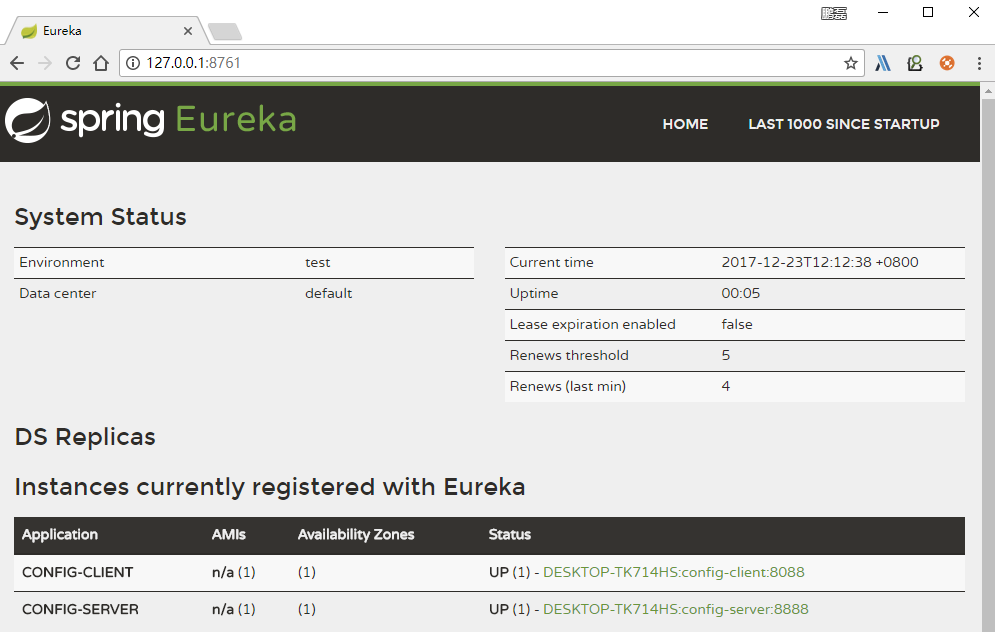 鹏磊
Eureka
127.0.0.1:8761
spring Eureka
HOME LAST 1000 SINCE STARTUP
System Status
Environment test
Data center default
Current time 2017-12-23T12:12:38 +0800
Uptime 00:05
Lease expiration enabled false
Renews threshold 5
Renews (last min) 4
DS Replicas
Instances currently registered with Eureka
Application AMIs Availability Zones Status
CONFIG-CLIENT n/a (1) (1) UP (1) - DESKTOP-TK714HS:config-client:8088
CONFIG-SERVER n/a (1) (1) UP (1) - DESKTOP-TK714HS:config-server:8888